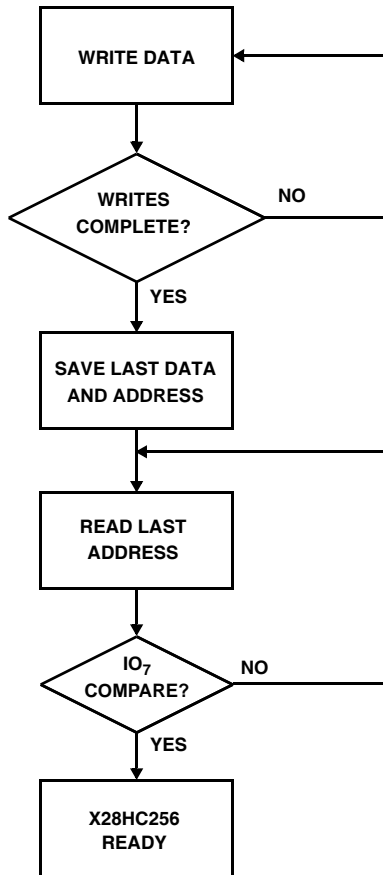 WRITE DATA
WRITES
COMPLETE?
NO
YES
SAVE LAST DATA
AND ADDRESS
READ LAST
ADDRESS
IO₇
COMPARE?
NO
YES
X28HC256
READY